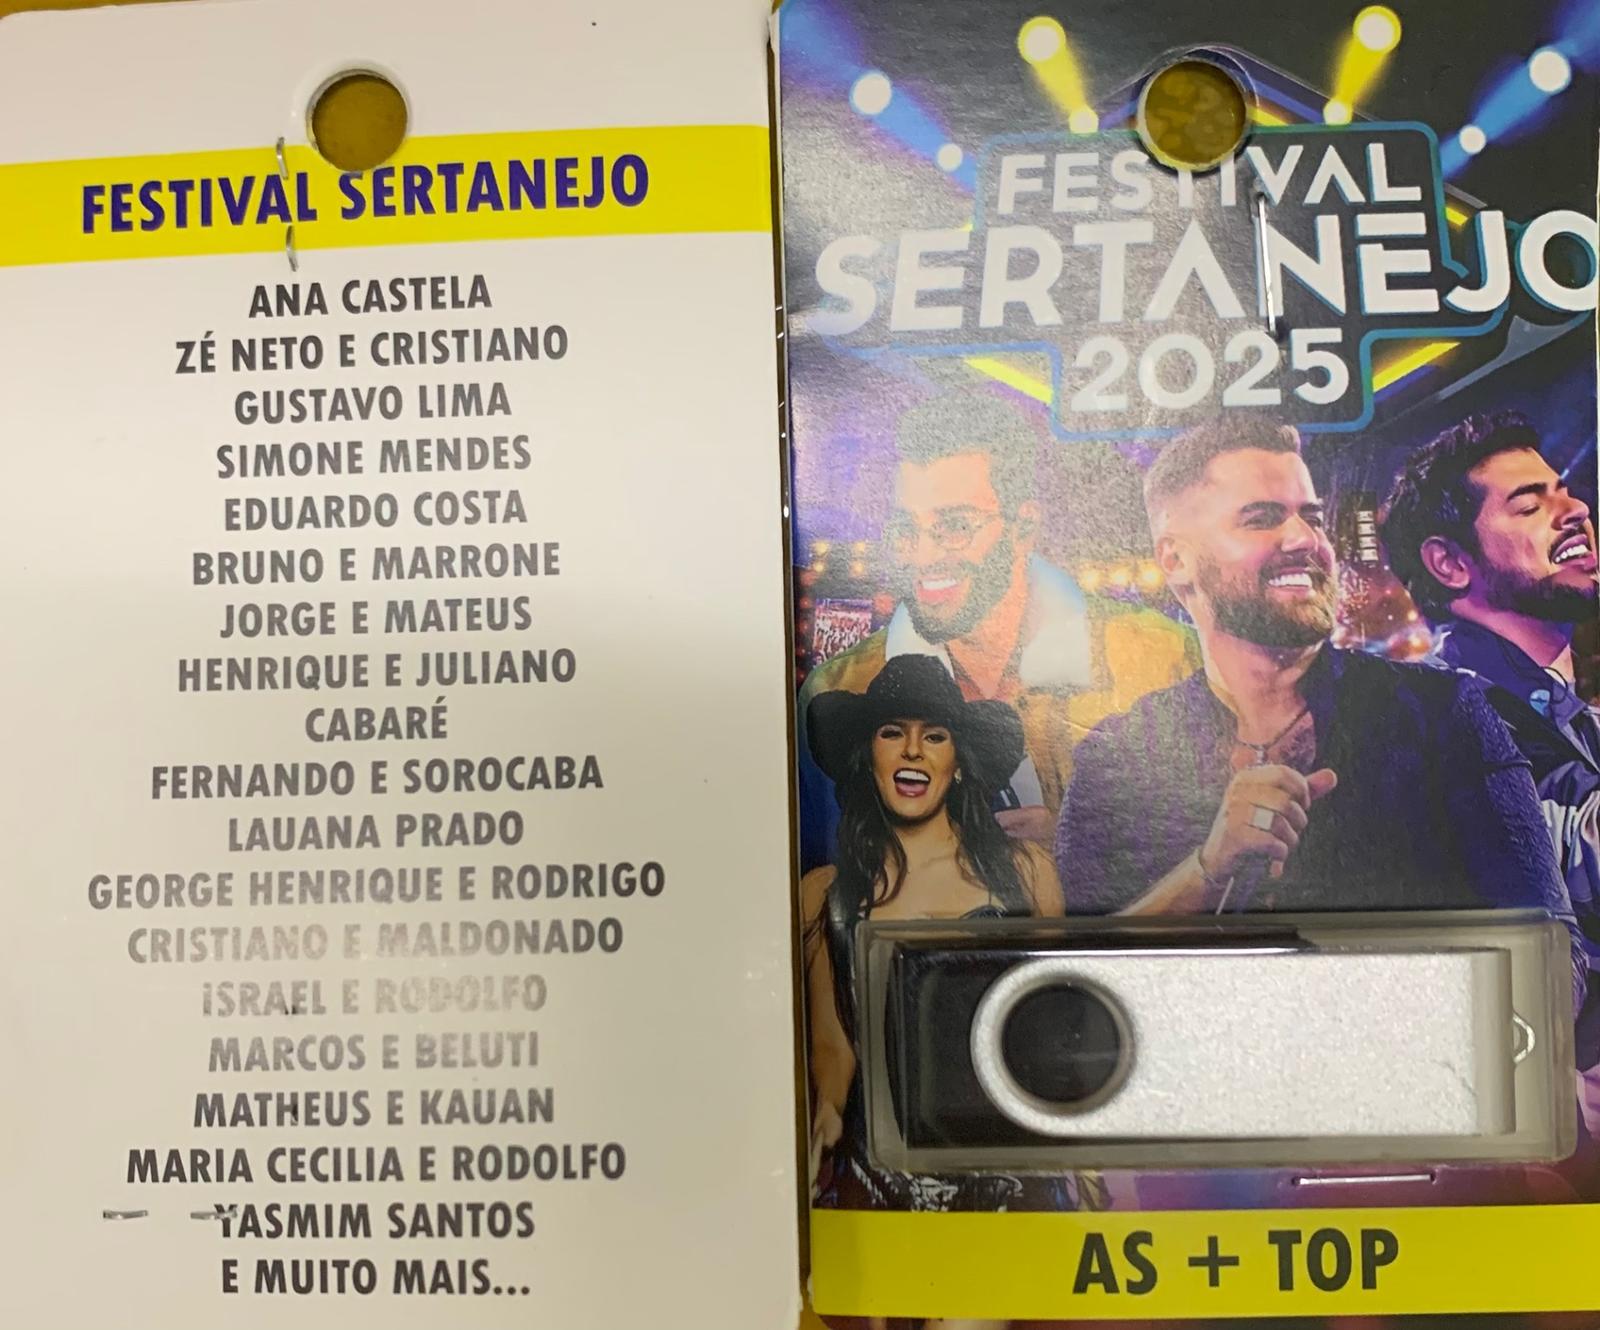 FESTIVAL SERTANEJO
ANA CASTELA
ZÉ NETO E CRISTIANO
GUSTAVO LIMA
SIMONE MENDES
EDUARDO COSTA
BRUNO E MARRONE
JORGE E MATEUS
HENRIQUE E JULIANO
CABARÉ
FERNANDO E SOROCABA
LAUANA PRADO
GEORGE HENRIQUE E RODRIGO
CRISTIANO E MALDONADO
ISRAEL E RODOLFO
MARCOS E BELUTI
MATHEUS E KAUAN
MARIA CECILIA E RODOLFO
YASMIM SANTOS
E MUITO MAIS...
FESTIVAL
SERTANEJO
2025
AS + TOP